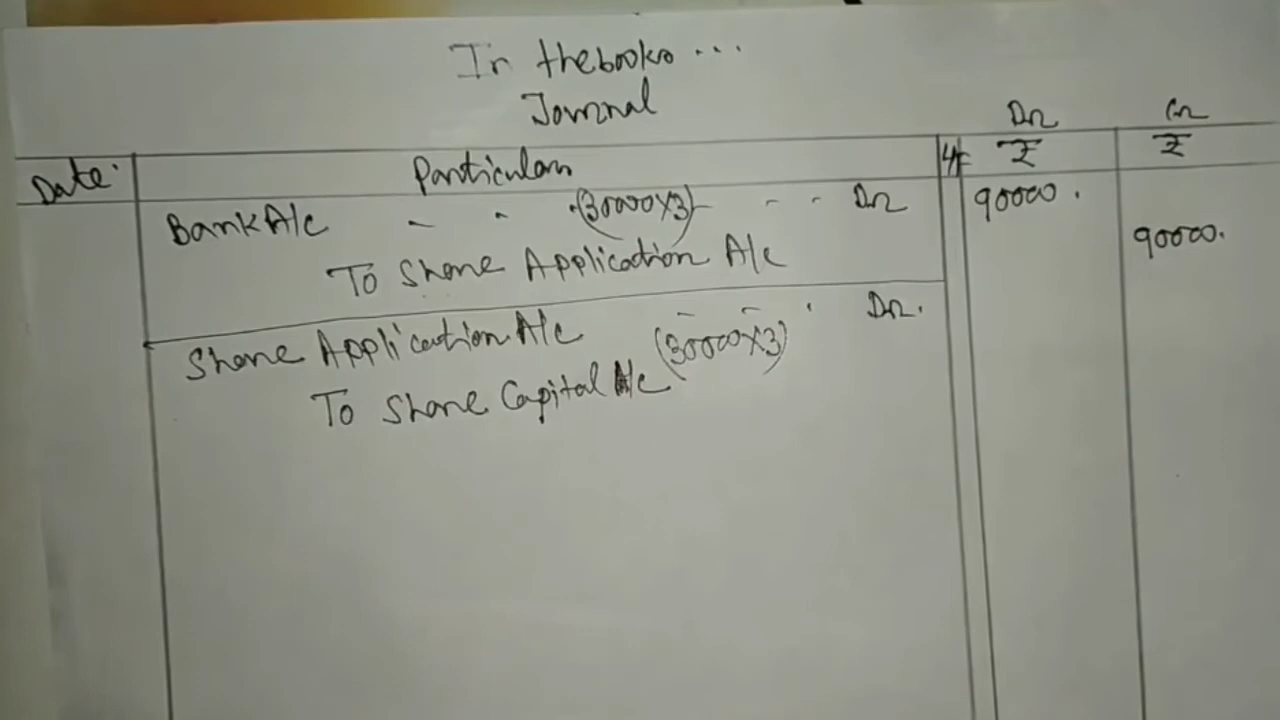 In the books ...
Journal
Dr Cr
Date Particulars L/F ₹ ₹
Bank A/c - - (30000x3) - - Dr 90000.
To Share Application A/c 90000.
Share Application A/c - - ' Dr.
To Share Capital A/c (30000x3)